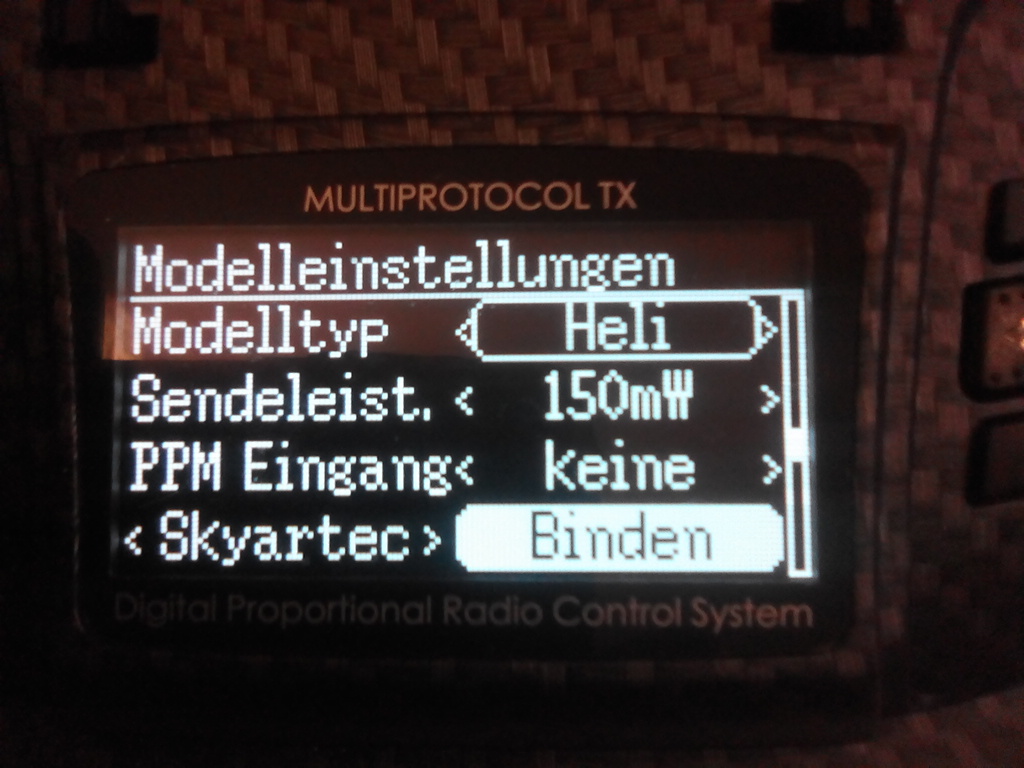 MULTIPROTOCOL TX
Modelleinstellungen
Modelltyp < Heli >
Sendeleist. < 150mW >
PPM Eingang < keine >
< Skyartec > Binden
Digital Proportional Radio Control System